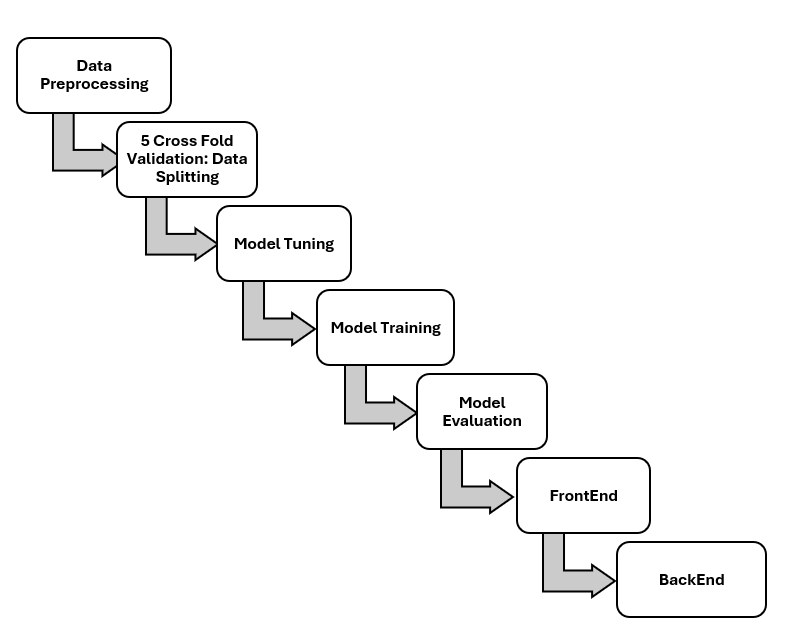 Data
Preprocessing
5 Cross Fold
Validation: Data
Splitting
Model Tuning
Model Training
Model
Evaluation
FrontEnd
BackEnd